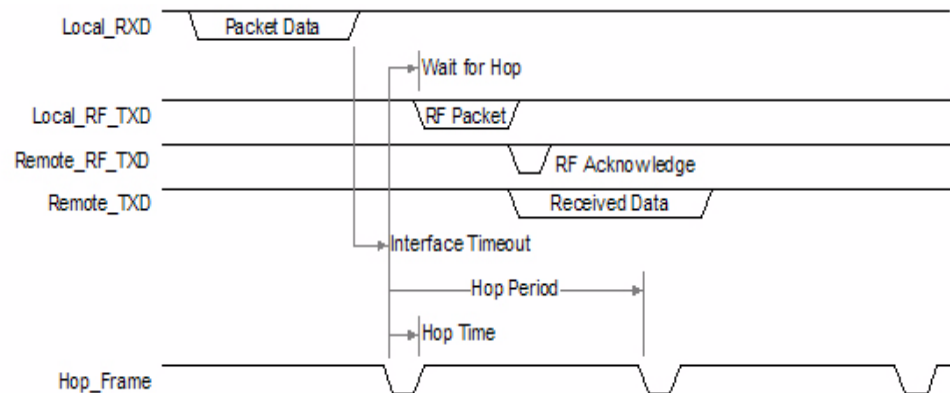 Local_RXD
Packet Data
Wait for Hop
Local_RF_TXD
RF Packet
Remote_RF_TXD
RF Acknowledge
Remote_TXD
Received Data
Interface Timeout
Hop Period
Hop Time
Hop_Frame